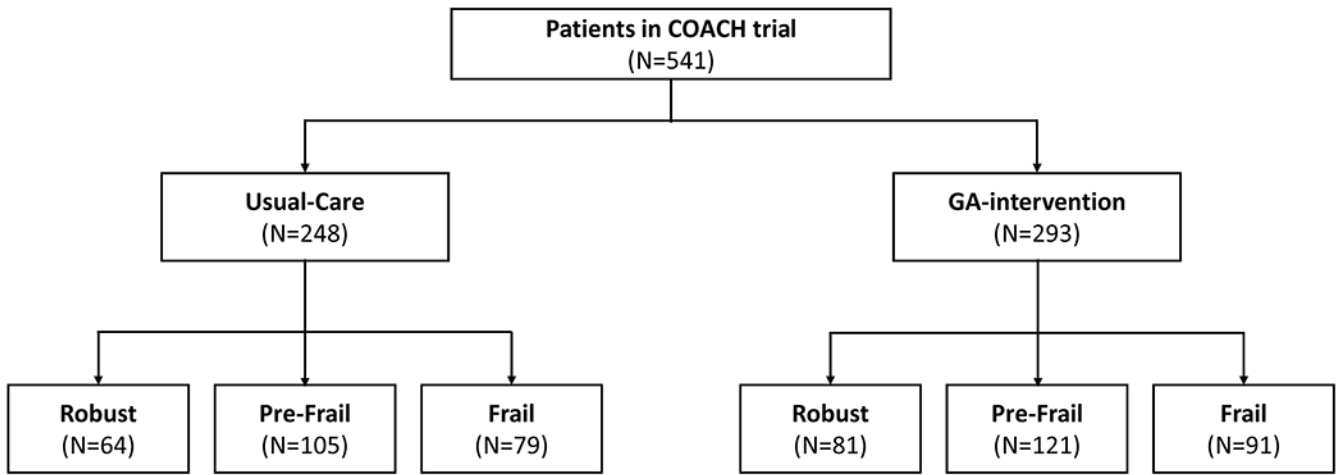 Patients in COACH trial
(N=541)
Usual-Care
(N=248)
GA-intervention
(N=293)
Robust
(N=64)
Pre-Frail
(N=105)
Frail
(N=79)
Robust
(N=81)
Pre-Frail
(N=121)
Frail
(N=91)